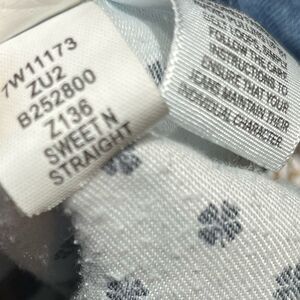 7W11173
ZU2
B252800
Z136
SWEET N
STRAIGHT
FOLLOW THE CARE
INSTRUCTIONS TO
ENSURE THAT YOUR
JEANS MAINTAIN THEIR
INDIVIDUAL CHARACTER.